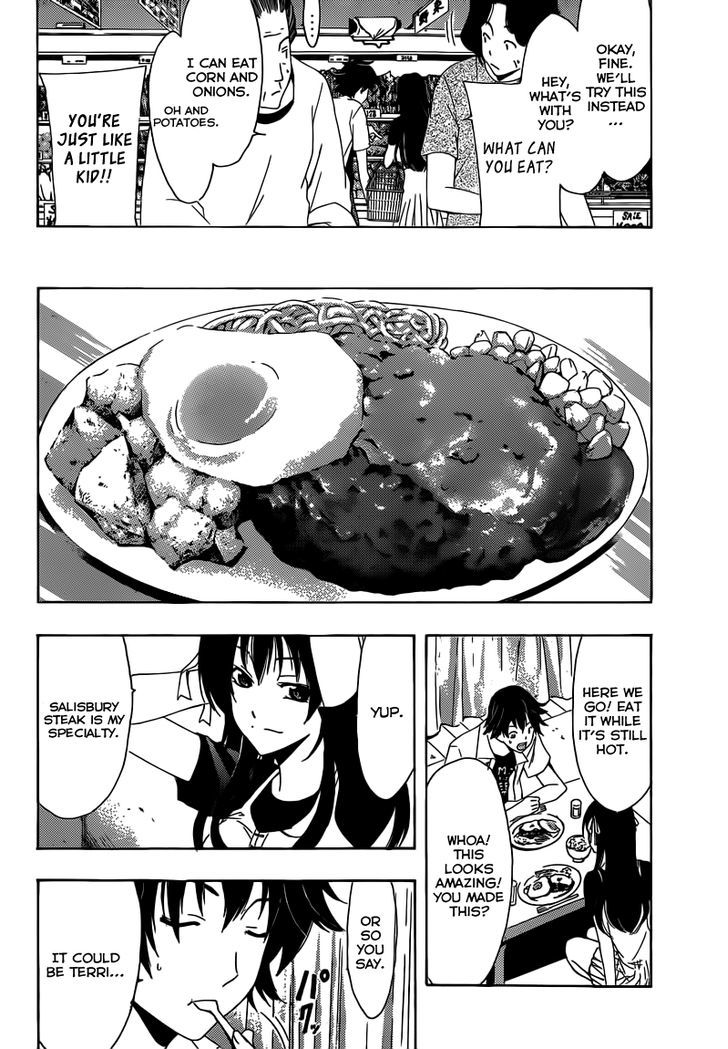 OKAY,
FINE.
WE'LL
TRY THIS
INSTEAD
...
HEY,
WHAT'S
WITH
YOU?
WHAT CAN
YOU EAT?
......
I CAN EAT
CORN AND
ONIONS.
OH AND
POTATOES.
YOU'RE
JUST LIKE
A LITTLE
KID!!
SALE
HERE WE
GO! EAT
IT WHILE
IT'S STILL
HOT.
WHOA!
THIS
LOOKS
AMAZING!
YOU MADE
THIS?
YUP.
SALISBURY
STEAK IS MY
SPECIALTY.
OR
SO
YOU
SAY.
パクッ
IT COULD
BE TERRI...